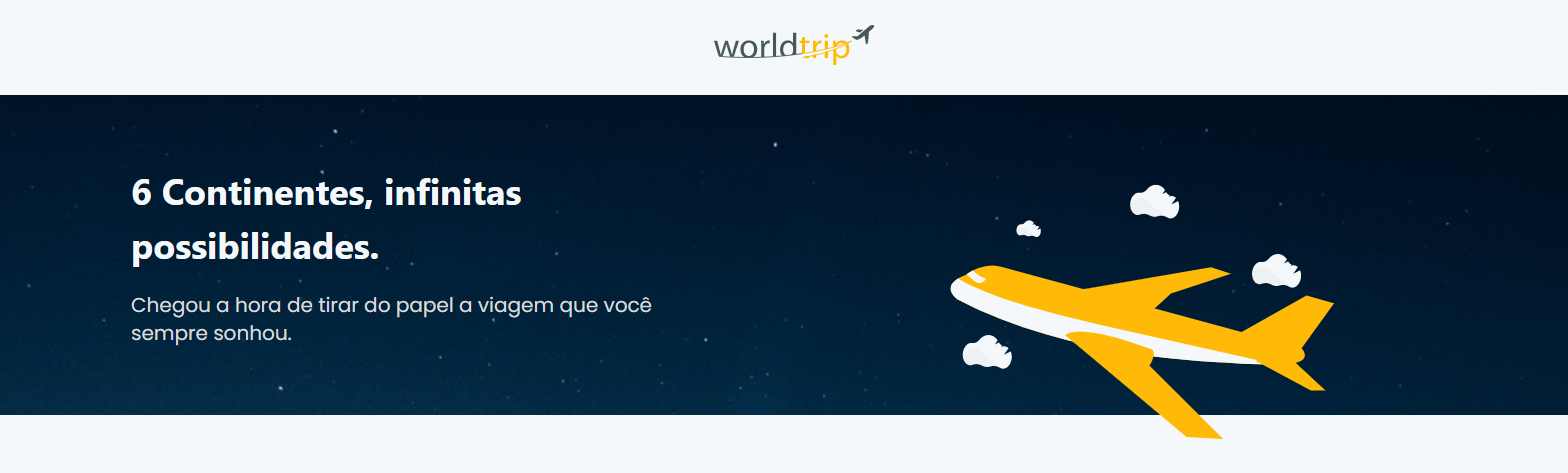 worldtrip
6 Continentes, infinitas
possibilidades.
Chegou a hora de tirar do papel a viagem que você
sempre sonhou.